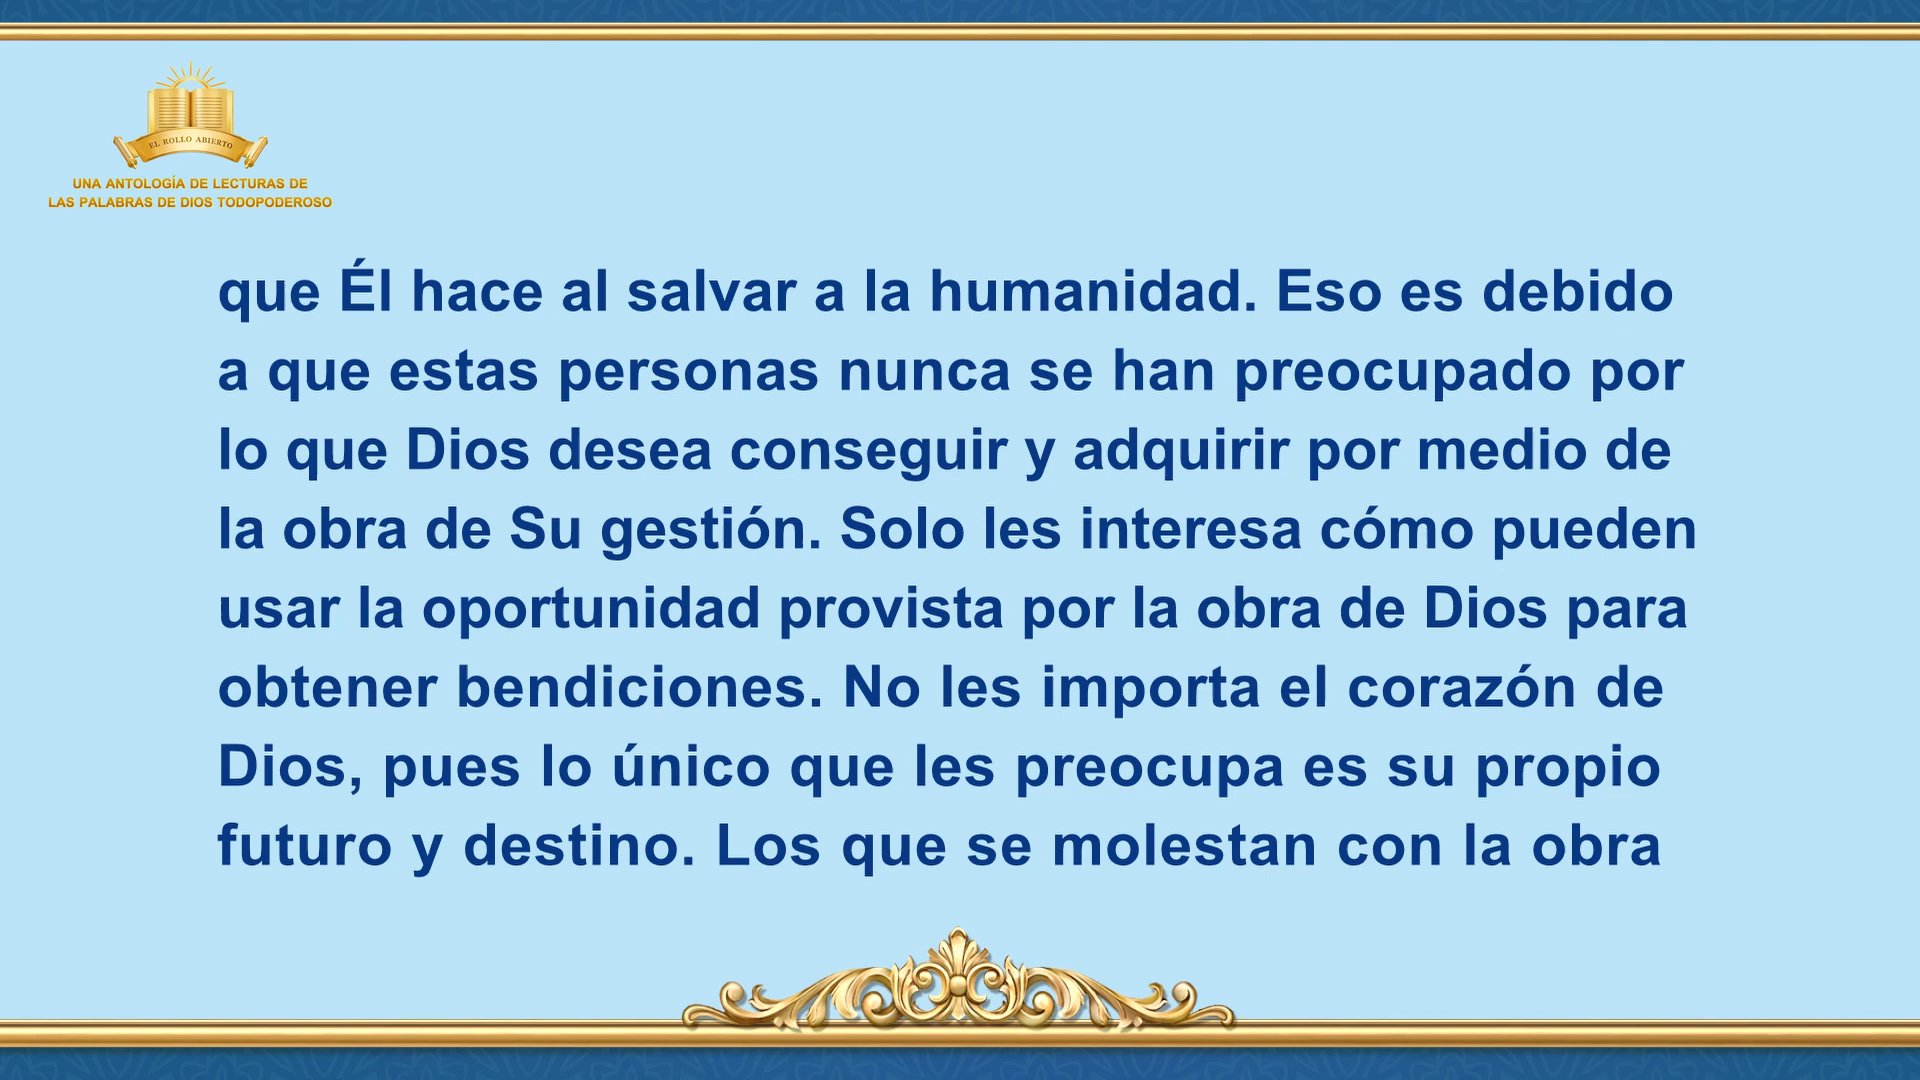 EL ROLLO ABIERTO
UNA ANTOLOGÍA DE LECTURAS DE
LAS PALABRAS DE DIOS TODOPODEROSO
que Él hace al salvar a la humanidad. Eso es debido
a que estas personas nunca se han preocupado por
lo que Dios desea conseguir y adquirir por medio de
la obra de Su gestión. Solo les interesa cómo pueden
usar la oportunidad provista por la obra de Dios para
obtener bendiciones. No les importa el corazón de
Dios, pues lo único que les preocupa es su propio
futuro y destino. Los que se molestan con la obra